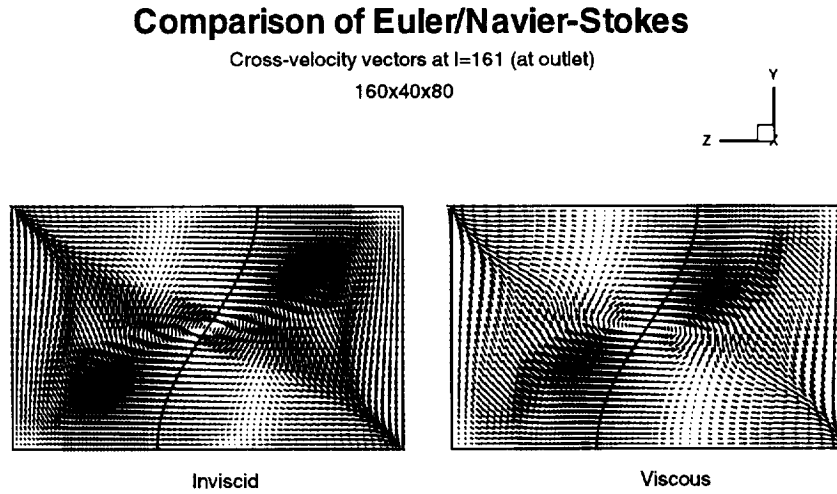 Comparison of Euler/Navier-Stokes
Cross-velocity vectors at I=161 (at outlet)
160x40x80
Y
Z
X
Inviscid
Viscous